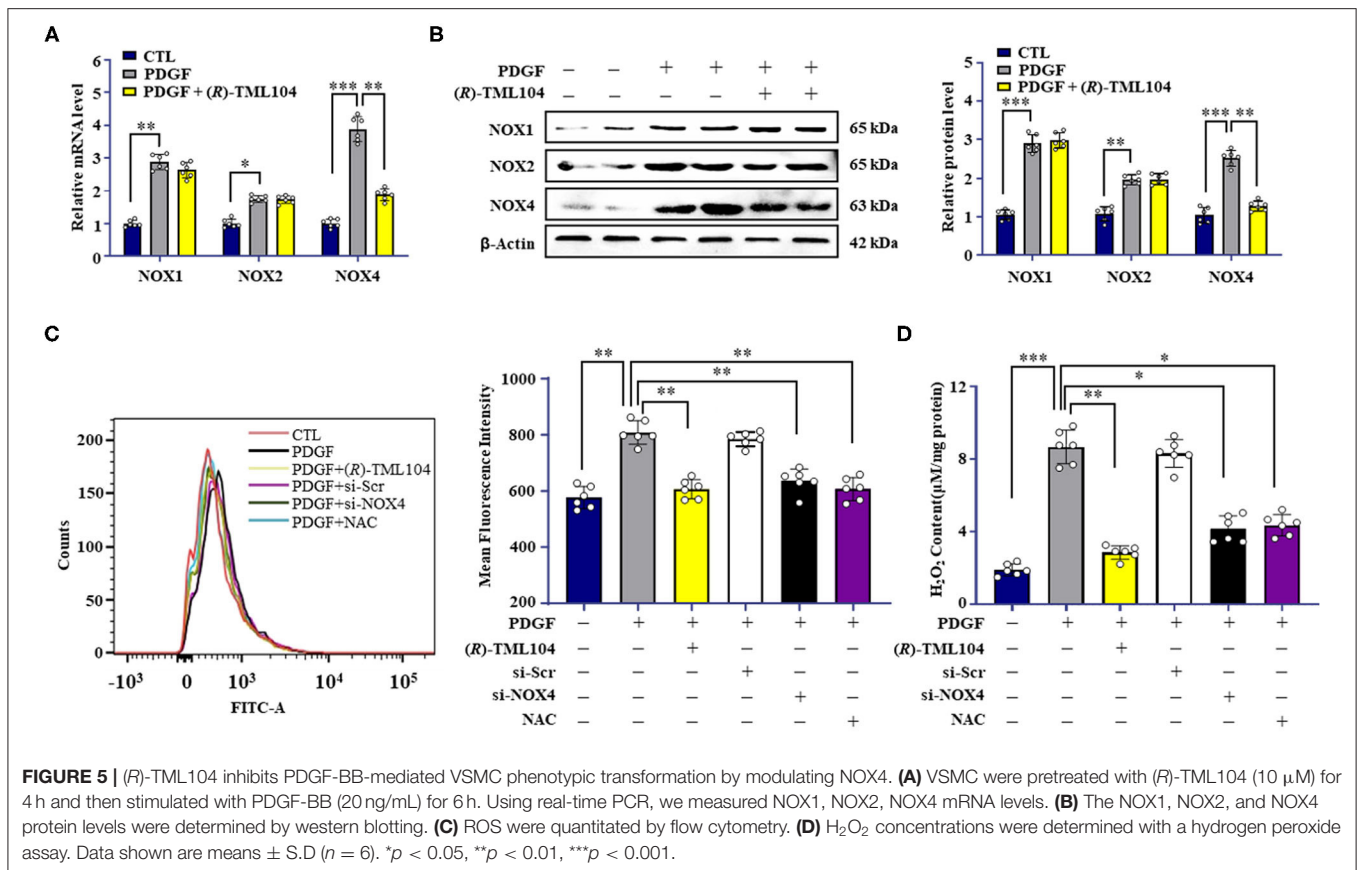 A
CTL
PDGF
PDGF + (R)-TML104
Relative mRNA level
6
5
4
3
2
1
0
**
*
***
**
NOX1
NOX2
NOX4
B
PDGF – – + + + +
(R)-TML104 – – – – + +
NOX1 65 kDa
NOX2 65 kDa
NOX4 63 kDa
β-Actin 42 kDa
CTL
PDGF
PDGF + (R)-TML104
Relative protein level
5
4
3
2
1
0
***
**
***
**
NOX1
NOX2
NOX4
C
Counts
200
150
100
50
0
CTL
PDGF
PDGF+(R)-TML104
PDGF+si-Scr
PDGF+si-NOX4
PDGF+NAC
-10³ 0 10³ 10⁴ 10⁵
FITC-A
Mean Fluorescence Intensity
1000
800
600
400
200
**
**
**
**
PDGF – + + + + +
(R)-TML104 – – + – – –
si-Scr – – – + – –
si-NOX4 – – – – + –
NAC – – – – – +
D
H₂O₂ Content(µM/mg protein)
12
8
4
0
***
*
*
**
PDGF – + + + + +
(R)-TML104 – – + – – –
si-Scr – – – + – –
si-NOX4 – – – – + –
NAC – – – – – +
FIGURE 5 | (R)-TML104 inhibits PDGF-BB-mediated VSMC phenotypic transformation by modulating NOX4. (A) VSMC were pretreated with (R)-TML104 (10 µM) for
4 h and then stimulated with PDGF-BB (20 ng/mL) for 6 h. Using real-time PCR, we measured NOX1, NOX2, NOX4 mRNA levels. (B) The NOX1, NOX2, and NOX4
protein levels were determined by western blotting. (C) ROS were quantitated by flow cytometry. (D) H₂O₂ concentrations were determined with a hydrogen peroxide
assay. Data shown are means ± S.D (n = 6). *p < 0.05, **p < 0.01, ***p < 0.001.